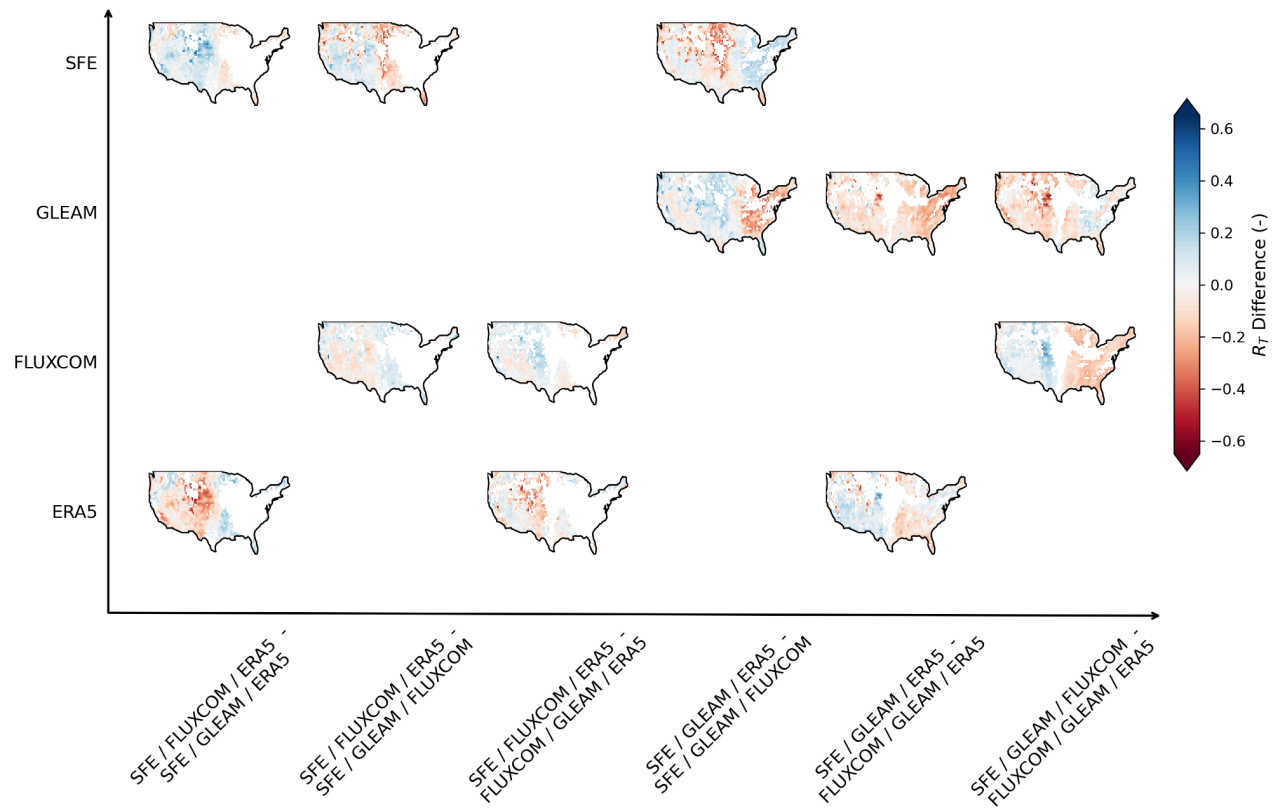 SFE
GLEAM
FLUXCOM
ERA5
0.6
0.4
0.2
0.0
−0.2
−0.4
−0.6
R_T Difference (-)
SFE / FLUXCOM / ERA5 -
SFE / GLEAM / ERA5
SFE / FLUXCOM / ERA5 -
SFE / GLEAM / FLUXCOM
SFE / FLUXCOM / ERA5 -
FLUXCOM / GLEAM / ERA5
SFE / GLEAM / ERA5 -
SFE / GLEAM / FLUXCOM
SFE / GLEAM / ERA5 -
FLUXCOM / GLEAM / ERA5
SFE / GLEAM / FLUXCOM -
FLUXCOM / GLEAM / ERA5